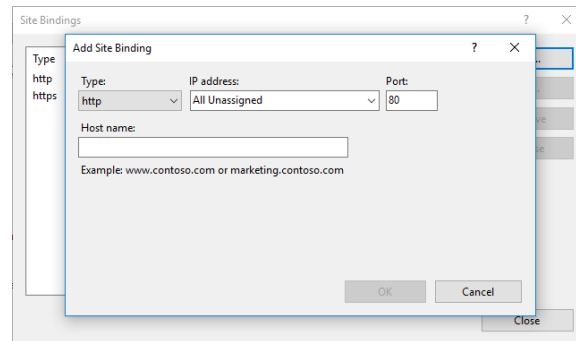 Site Bindings ? ×
Add Site Binding ? ×
Type
http
https
Type: IP address: Port:
http All Unassigned 80
Host name:
Example: www.contoso.com or marketing.contoso.com
OK Cancel
Close